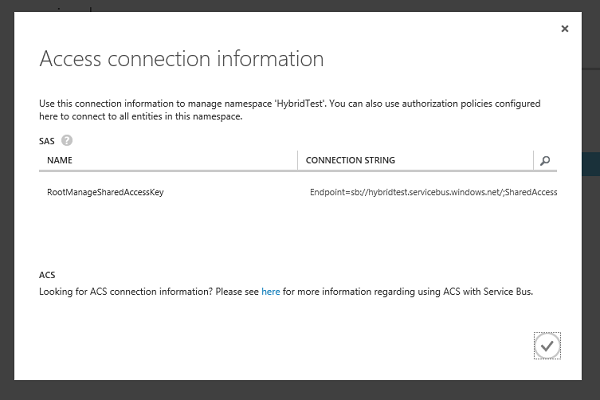 Access connection information
Use this connection information to manage namespace 'HybridTest'. You can also use authorization policies configured
here to connect to all entities in this namespace.
SAS ?
NAME CONNECTION STRING
RootManageSharedAccessKey Endpoint=sb://hybridtest.servicebus.windows.net/;SharedAccess
ACS
Looking for ACS connection information? Please see here for more information regarding using ACS with Service Bus.